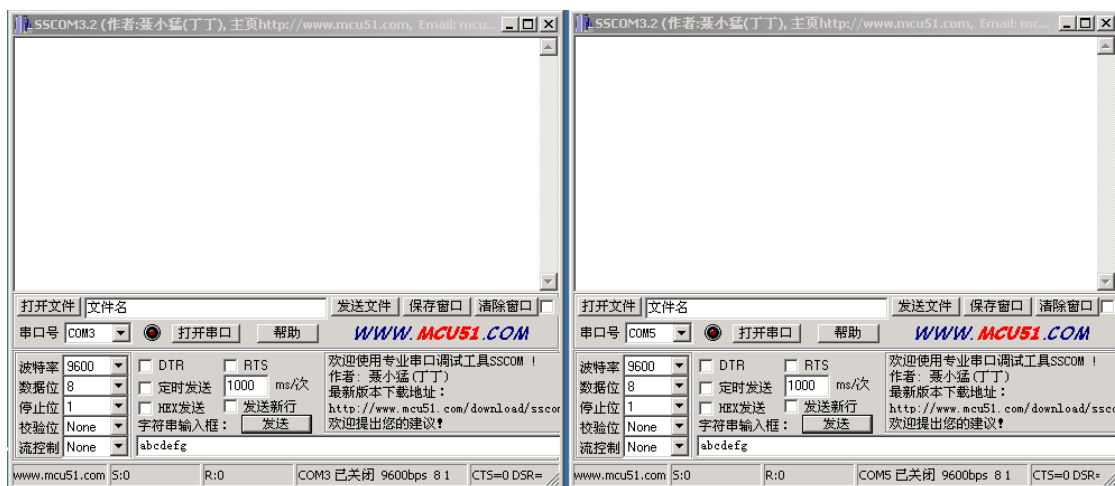 SSCOM3.2 (作者:聂小猛(丁丁), 主页http://www.mcu51.com, Email: mcu...
打开文件 文件名 发送文件 保存窗口 清除窗口
串口号 COM3 打开串口 帮助 WWW. MCU51 .COM
波特率 9600 DTR RTS
数据位 8 定时发送 1000 ms/次
停止位 1 HEX发送 发送新行
校验位 None 字符串输入框: 发送
流控制 None abcdefg
欢迎使用专业串口调试工具SSCOM !
作者: 聂小猛(丁丁)
最新版本下载地址:
http://www.mcu51.com/download/sscor
欢迎提出您的建议!
www.mcu51.com S:0 R:0 COM3 已关闭 9600bps 8 1 CTS=0 DSR=
SSCOM3.2 (作者:聂小猛(丁丁), 主页http://www.mcu51.com, Email: mc...
打开文件 文件名 发送文件 保存窗口 清除窗口
串口号 COM5 打开串口 帮助 WWW. MCU51 .COM
波特率 9600 DTR RTS
数据位 8 定时发送 1000 ms/次
停止位 1 HEX发送 发送新行
校验位 None 字符串输入框: 发送
流控制 None abcdefg
欢迎使用专业串口调试工具SSCOM !
作者: 聂小猛(丁丁)
最新版本下载地址:
http://www.mcu51.com/download/sscor
欢迎提出您的建议!
www.mcu51.com S:0 R:0 COM5 已关闭 9600bps 8 1 CTS=0 DSR=